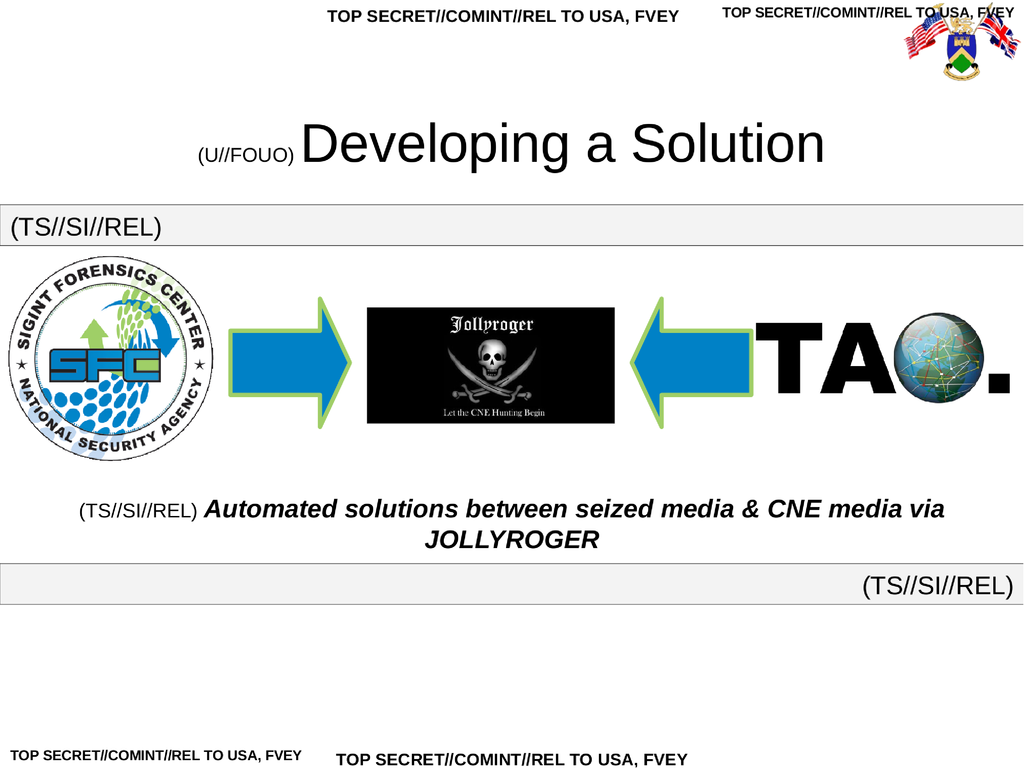 TOP SECRET//COMINT//REL TO USA, FVEY
TOP SECRET//COMINT//REL TO USA, FVEY
(U//FOUO) Developing a Solution
(TS//SI//REL)
SIGINT FORENSICS CENTER
SFC
NATIONAL SECURITY AGENCY
Jollyroger
Let the CNE Hunting Begin
TAO.
(TS//SI//REL) Automated solutions between seized media & CNE media via
JOLLYROGER
(TS//SI//REL)
TOP SECRET//COMINT//REL TO USA, FVEY
TOP SECRET//COMINT//REL TO USA, FVEY